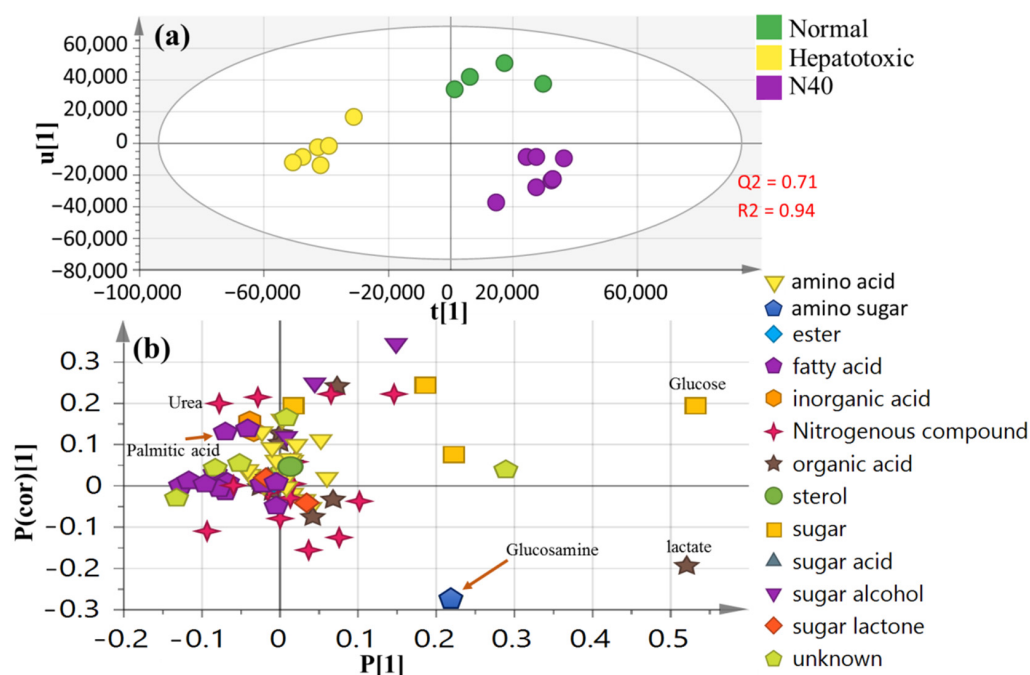 (a)
u[1]
60,000
40,000
20,000
0
−20,000
−40,000
−60,000
−80,000
−100,000
−60,000
−20,000
0
20,000
60,000
t[1]
Normal
Hepatotoxic
N40
Q2 = 0.71
R2 = 0.94
(b)
P(cor)[1]
0.3
0.2
0.1
0
−0.1
−0.2
−0.3
Urea
Palmitic acid
Glucose
Glucosamine
lactate
-0.2
-0.1
0
0.1
0.2
0.3
0.4
0.5
P[1]
amino acid
amino sugar
ester
fatty acid
inorganic acid
Nitrogenous compound
organic acid
sterol
sugar
sugar acid
sugar alcohol
sugar lactone
unknown